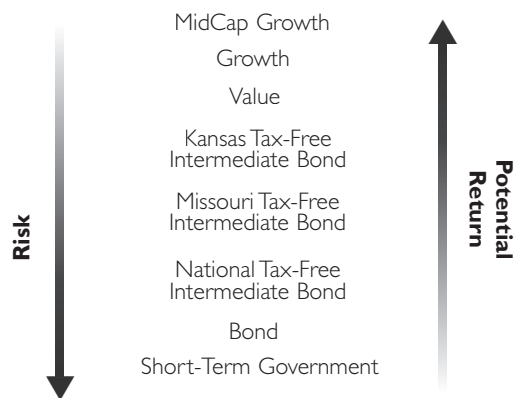 MidCap Growth
Growth
Value
Kansas Tax-Free
Intermediate Bond
Missouri Tax-Free
Intermediate Bond
National Tax-Free
Intermediate Bond
Bond
Short-Term Government
Risk
Potential
Return